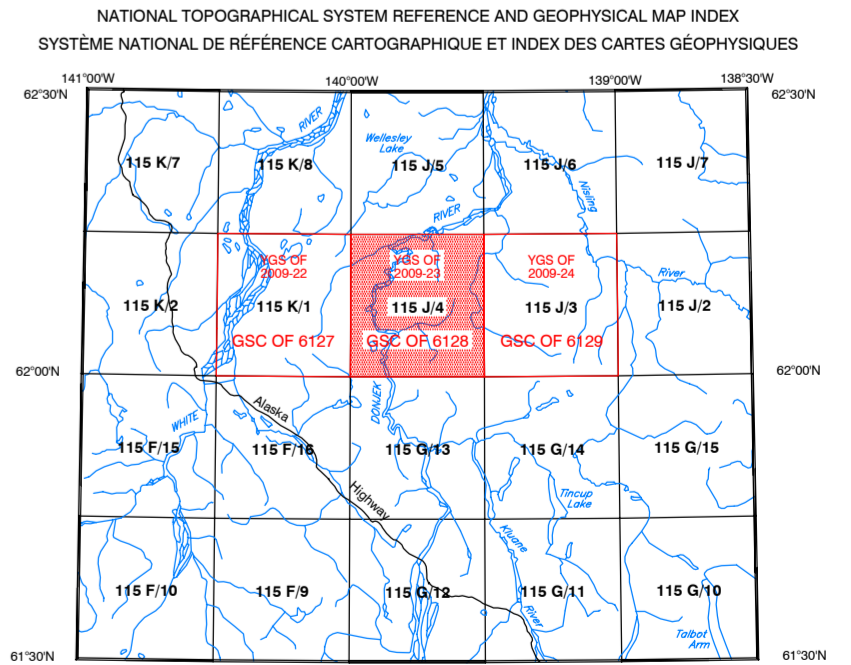 NATIONAL TOPOGRAPHICAL SYSTEM REFERENCE AND GEOPHYSICAL MAP INDEX
SYSTÈME NATIONAL DE RÉFÉRENCE CARTOGRAPHIQUE ET INDEX DES CARTES GÉOPHYSIQUES
141°00'W 140°00'W 139°00'W 138°30'W
62°30'N 62°30'N
RIVER
Wellesley
Lake
115 K/7 115 K/8 115 J/5 115 J/6 115 J/7
Nisling
RIVER
YGS OF
2009-22
YGS OF
2009-23
YGS OF
2009-24
River
115 K/2 115 K/1 115 J/4 115 J/3 115 J/2
GSC OF 6127 GSC OF 6128 GSC OF 6129
62°00'N 62°00'N
DONJEK
Alaska
WHITE
115 F/15 115 F/16 115 G/13 115 G/14 115 G/15
Highway
Tincup
Lake
Kluane
115 F/10 115 F/9 115 G/12 115 G/11 115 G/10
River
Talbot
Arm
61°30'N 61°30'N